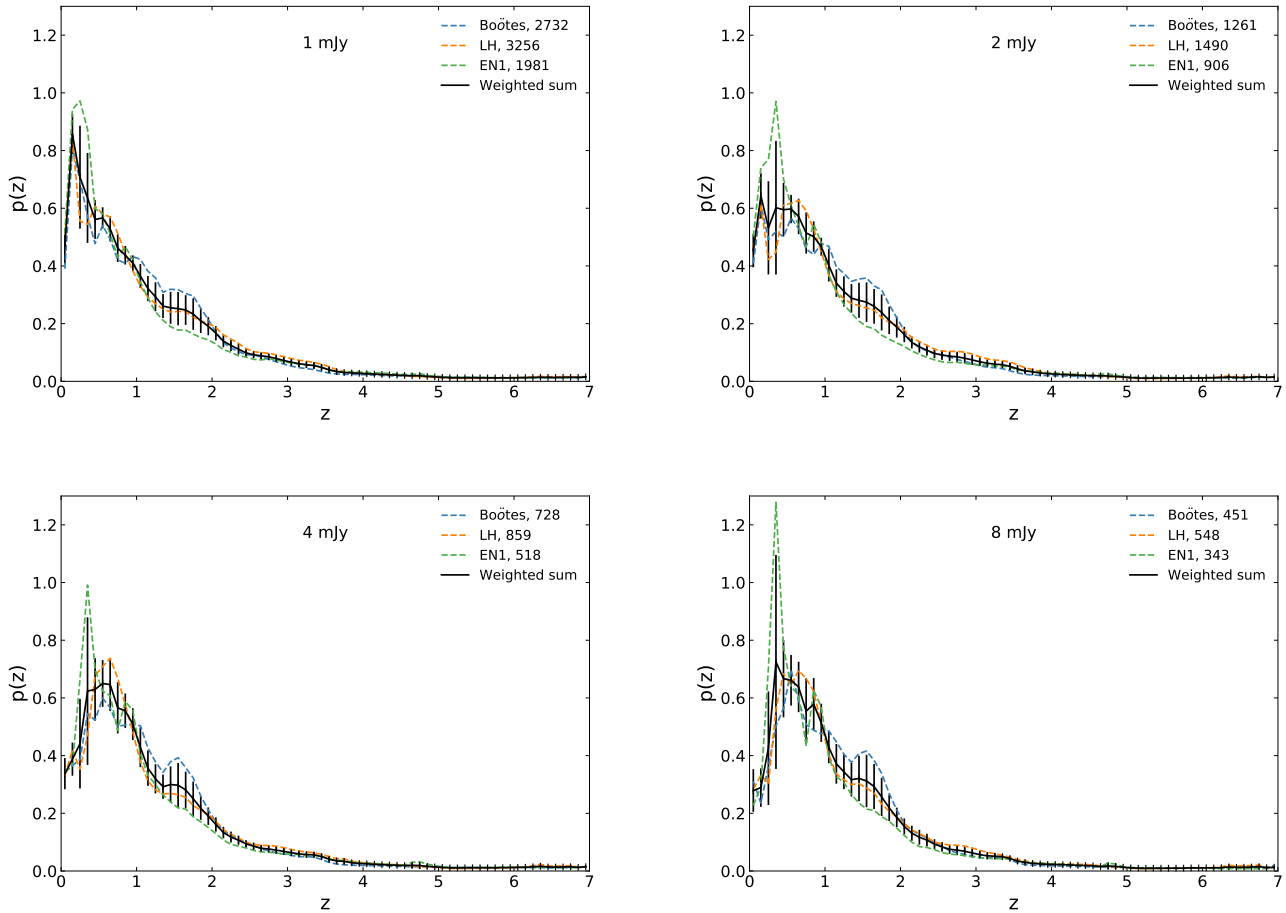 1 mJy
Boötes, 2732
LH, 3256
EN1, 1981
Weighted sum
p(z)
1.2
1.0
0.8
0.6
0.4
0.2
0.0
0 1 2 3 4 5 6 7
z
2 mJy
Boötes, 1261
LH, 1490
EN1, 906
Weighted sum
p(z)
1.2
1.0
0.8
0.6
0.4
0.2
0.0
0 1 2 3 4 5 6 7
z
4 mJy
Boötes, 728
LH, 859
EN1, 518
Weighted sum
p(z)
1.2
1.0
0.8
0.6
0.4
0.2
0.0
0 1 2 3 4 5 6 7
z
8 mJy
Boötes, 451
LH, 548
EN1, 343
Weighted sum
p(z)
1.2
1.0
0.8
0.6
0.4
0.2
0.0
0 1 2 3 4 5 6 7
z